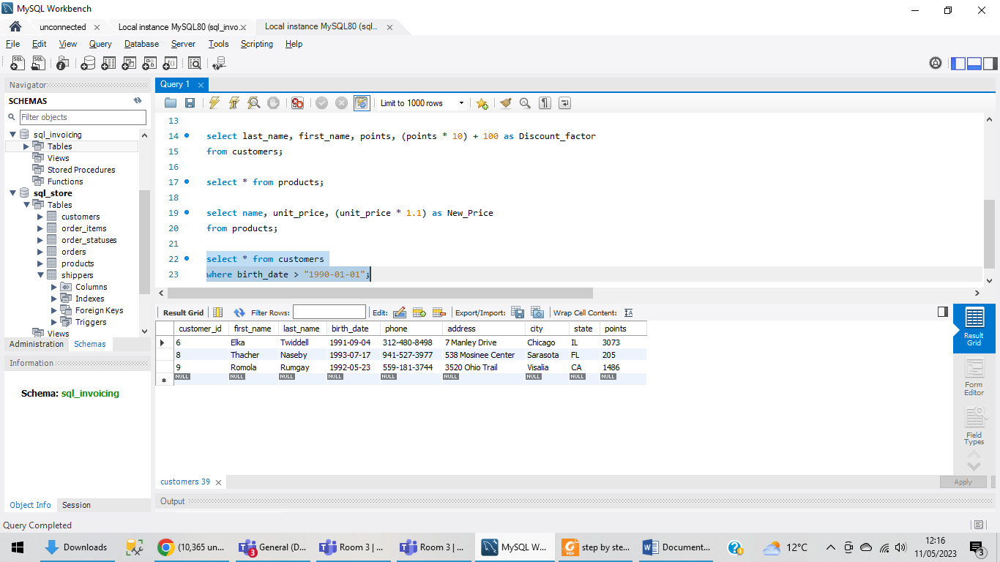 MySQL Workbench
unconnected
Local instance MySQL80 (sql_invo...
Local instance MySQL80 (sql...
File Edit View Query Database Server Tools Scripting Help
Navigator
SCHEMAS
Filter objects
sql_invoicing
Tables
Views
Stored Procedures
Functions
sql_store
Tables
customers
order_items
order_statuses
orders
products
shippers
Columns
Indexes
Foreign Keys
Triggers
Views
Administration Schemas
Information
Schema: sql_invoicing
Object Info Session
Query 1
Limit to 1000 rows
13
14 select last_name, first_name, points, (points * 10) + 100 as Discount_factor
15 from customers;
16
17 select * from products;
18
19 select name, unit_price, (unit_price * 1.1) as New_Price
20 from products;
21
22 select * from customers
23 where birth_date > "1990-01-01";
Result Grid Filter Rows: Edit: Export/Import: Wrap Cell Content:
customer_id first_name last_name birth_date phone address city state points
6 Elka Twiddell 1991-09-04 312-480-8498 7 Manley Drive Chicago IL 3073
8 Thacher Naseby 1993-07-17 941-527-3977 538 Mosinee Center Sarasota FL 205
9 Romola Rumgay 1992-05-23 559-181-3744 3520 Ohio Trail Visalia CA 1486
NULL NULL NULL NULL NULL NULL NULL NULL NULL
Result
Grid
Form
Editor
Field
Types
customers 39
Apply
Output
Query Completed
Downloads
(10,365 un...
General (D...
3
Room 3 | ...
Room 3 | ...
MySQL W...
PDF
step by ste...
Document...
12°C
12:16
11/05/2023
3